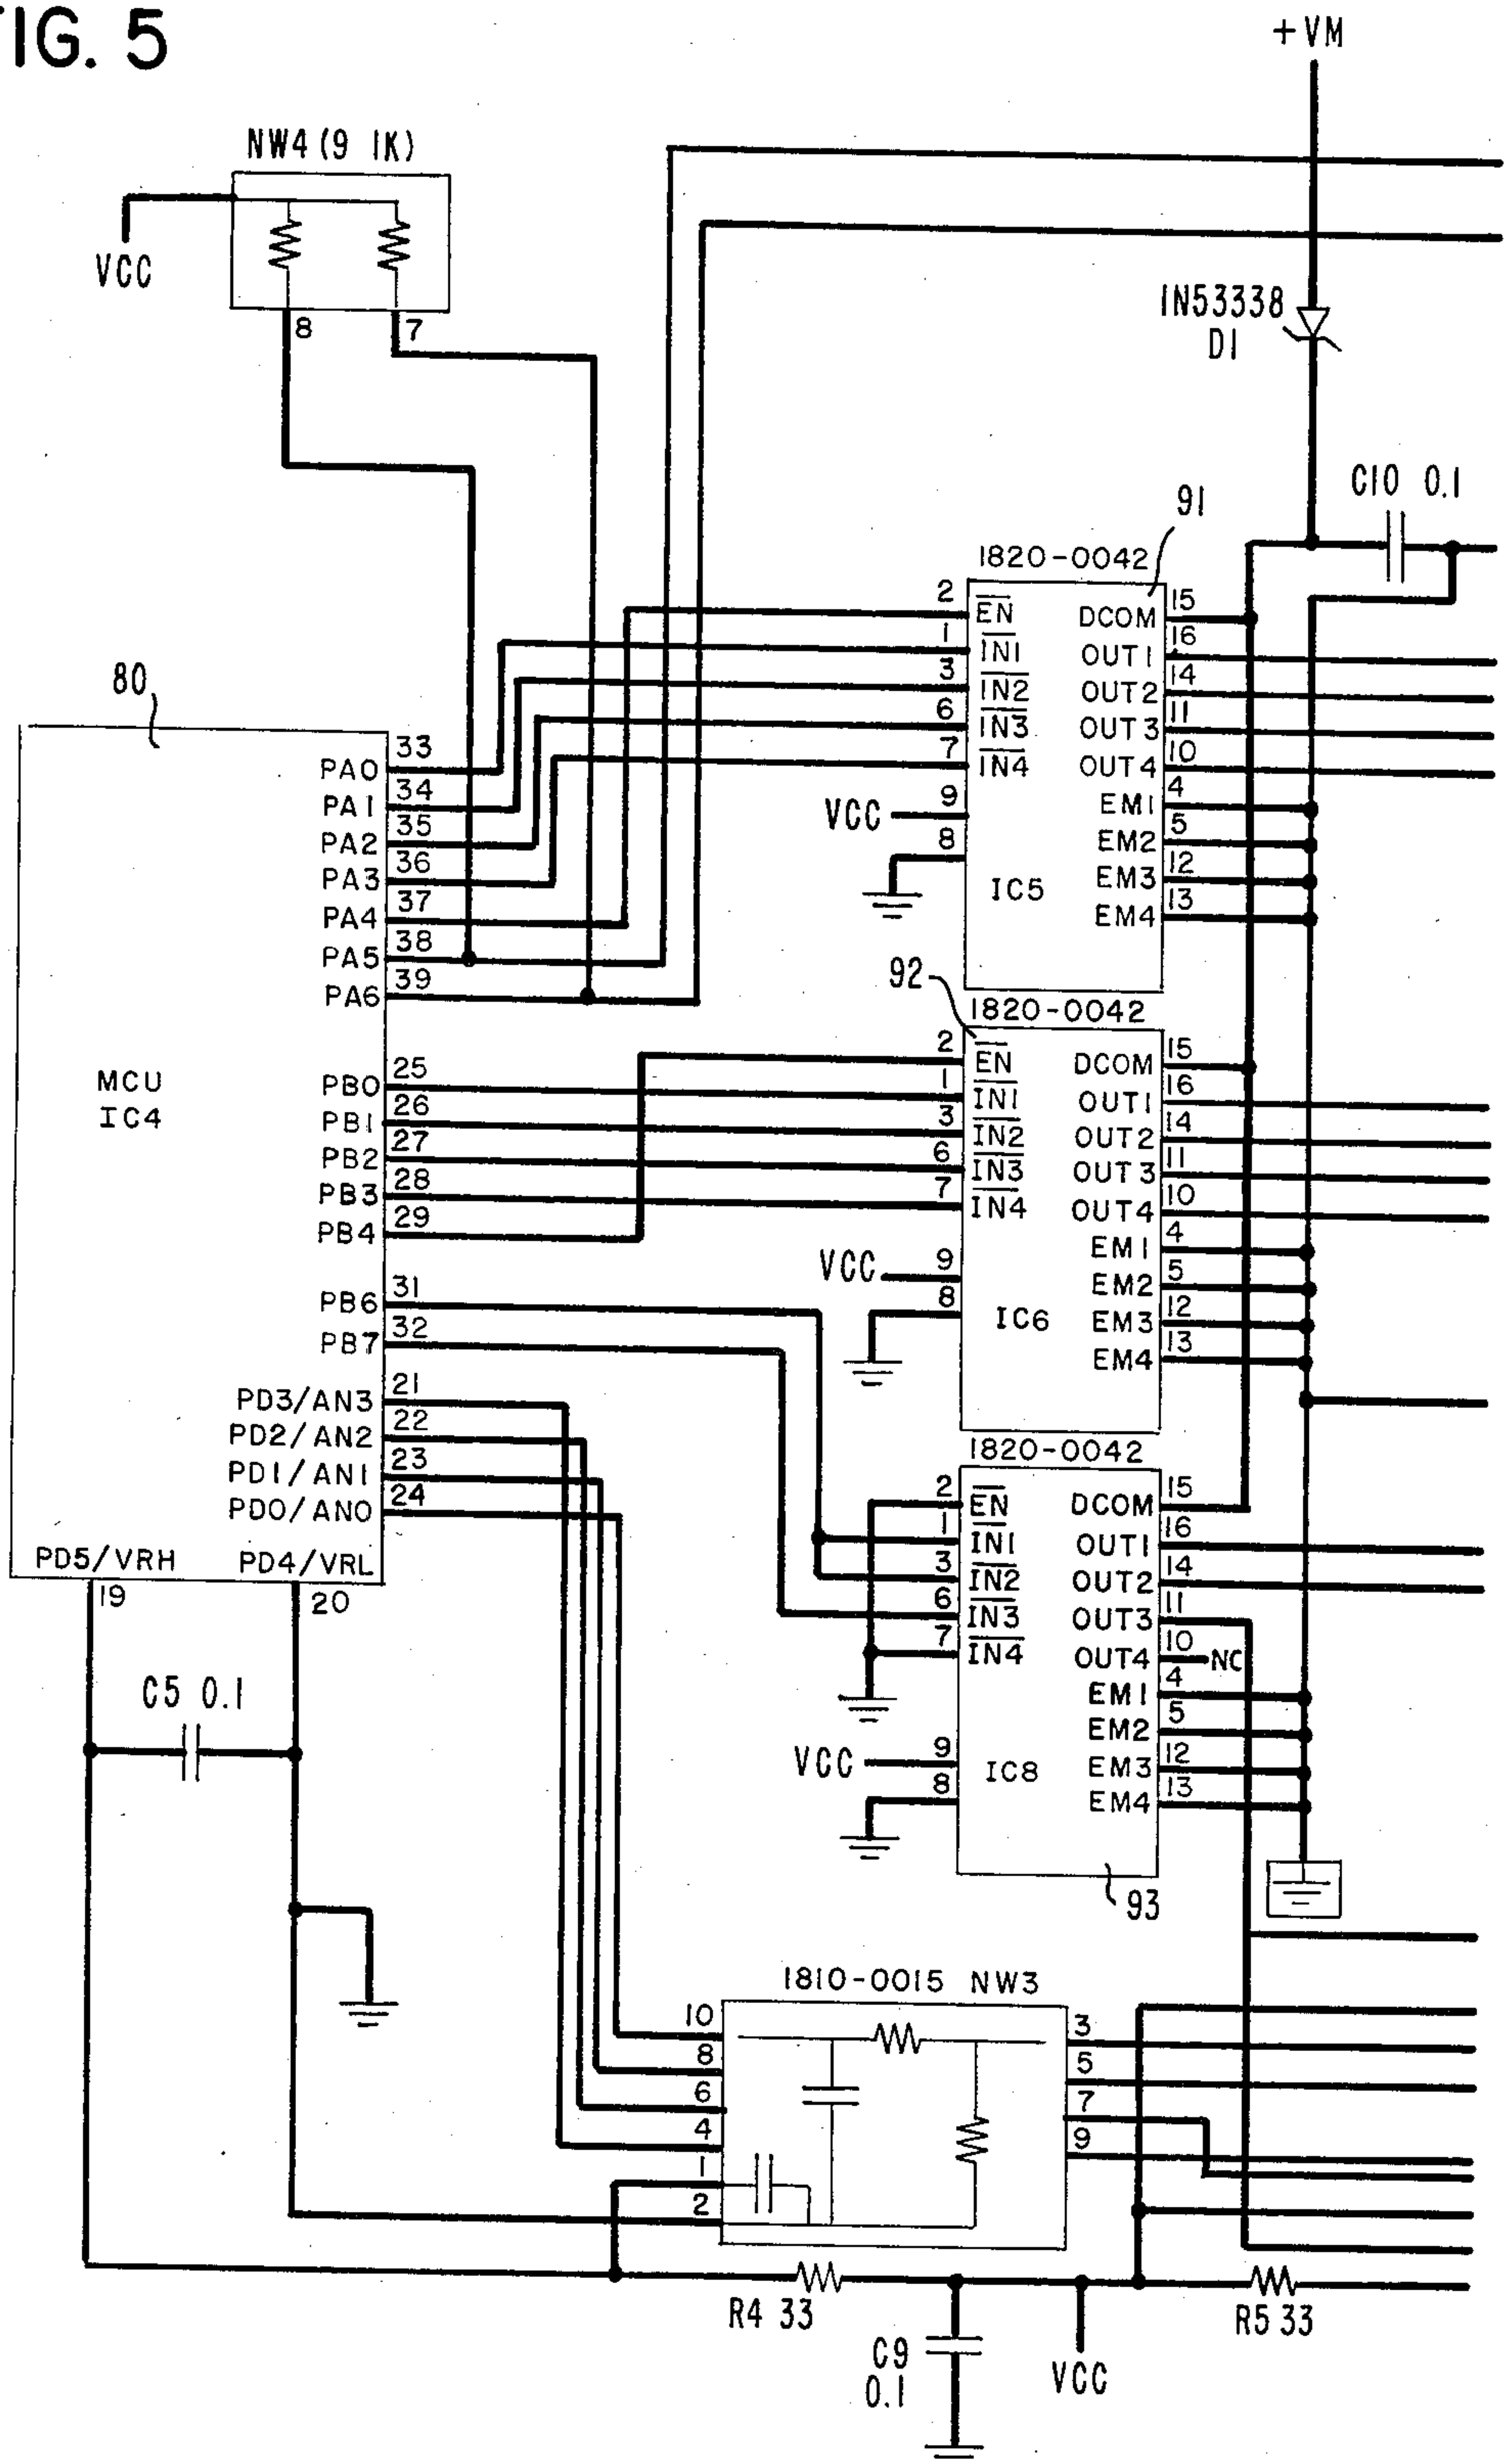 FIG. 5
+VM
NW4 (9 1K)
VCC
8
7
IN53338
D1
C10 0.1
91
1820-0042
2
EN
DCOM
15
1
IN1
OUT1
16
3
IN2
OUT2
14
6
IN3
OUT3
11
7
IN4
OUT4
10
VCC
9
EM1
4
8
EM2
5
IC5
EM3
12
EM4
13
80
PA0
33
PA1
34
PA2
35
PA3
36
PA4
37
PA5
38
PA6
39
MCU
IC4
PB0
25
PB1
26
PB2
27
PB3
28
PB4
29
PB6
31
PB7
32
PD3/AN3
21
PD2/AN2
22
PD1/AN1
23
PD0/AN0
24
PD5/VRH
PD4/VRL
19
20
92
1820-0042
2
EN
DCOM
15
1
IN1
OUT1
16
3
IN2
OUT2
14
6
IN3
OUT3
11
7
IN4
OUT4
10
VCC
9
EM1
4
8
EM2
5
IC6
EM3
12
EM4
13
1820-0042
2
EN
DCOM
15
1
IN1
OUT1
16
3
IN2
OUT2
14
6
IN3
OUT3
11
7
IN4
OUT4
10
NC
EM1
4
EM2
5
VCC
9
IC8
EM3
12
8
EM4
13
93
C5 0.1
1810-0015 NW3
10
3
8
5
6
7
4
9
1
2
R4 33
R5 33
C9
0.1
VCC